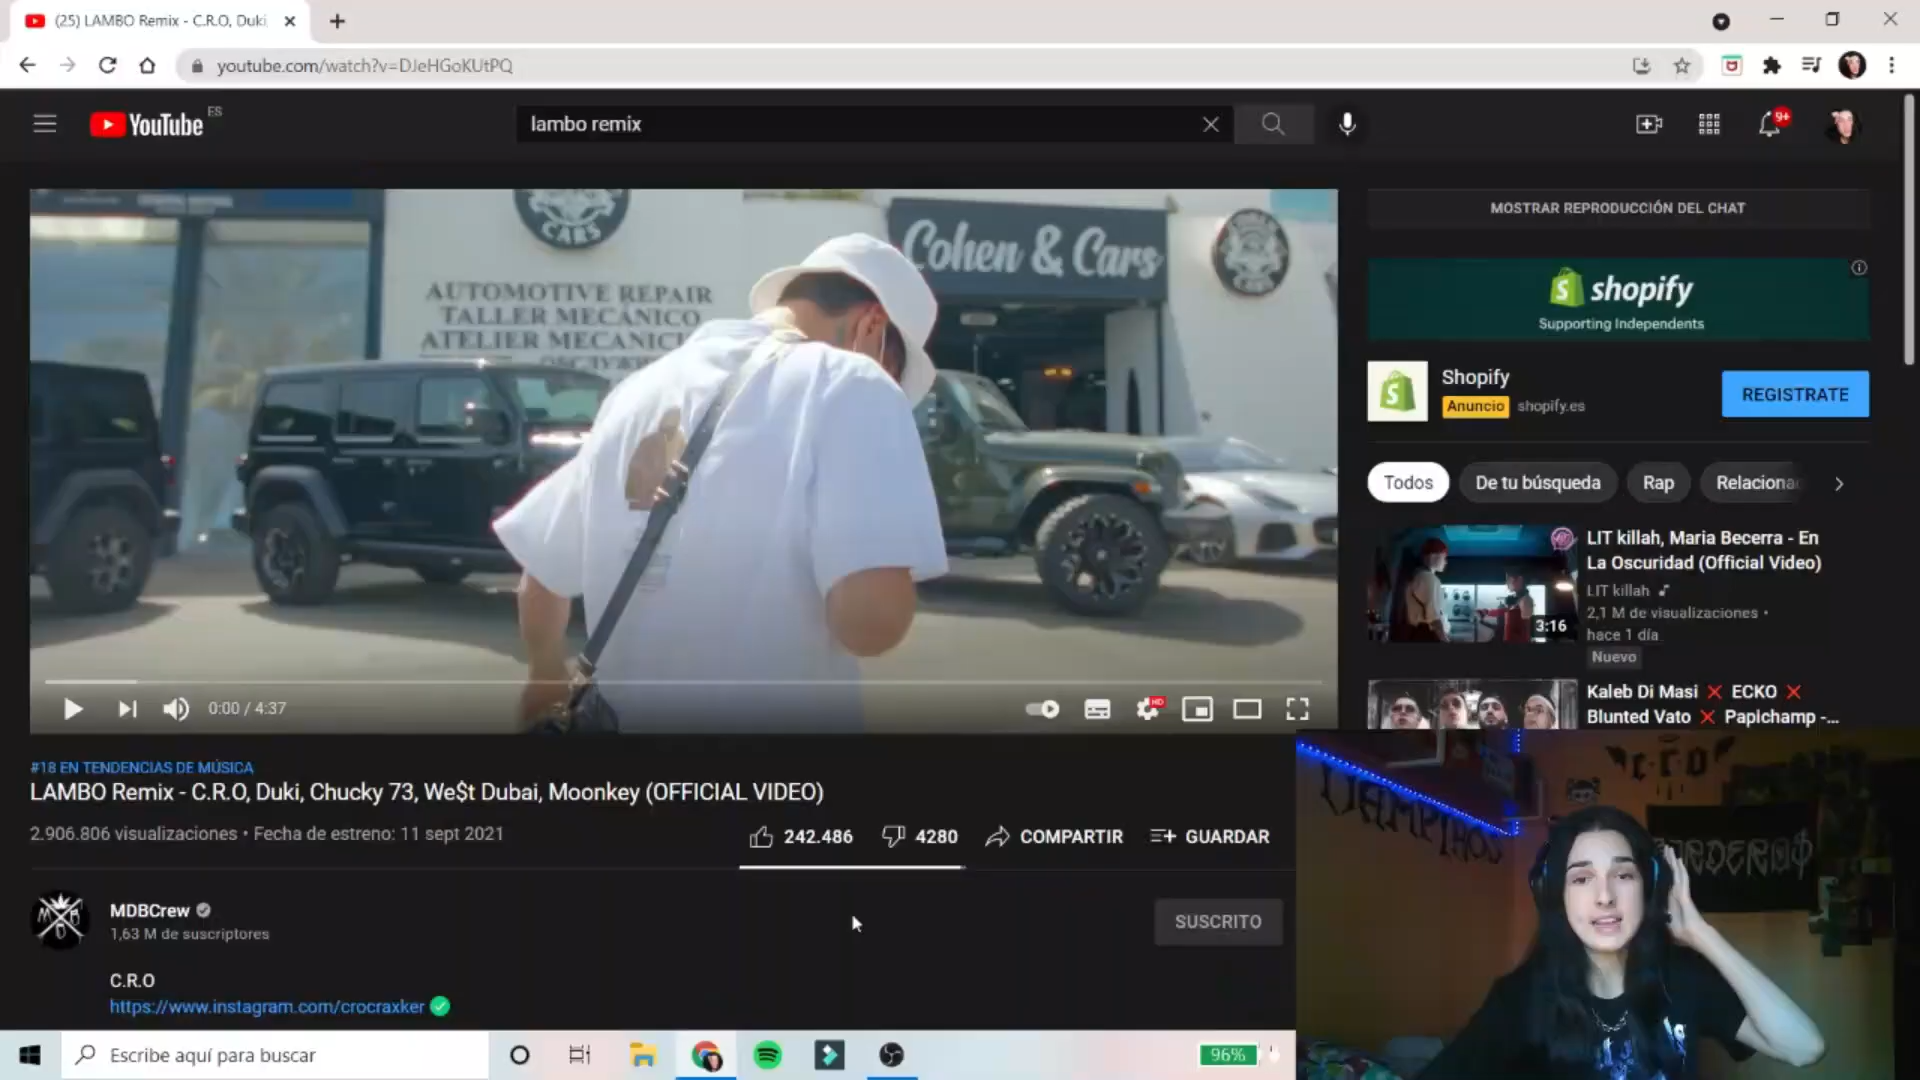 (25) LAMBO Remix - C.R.O, Duki,
youtube.com/watch?v=DJeHGoKUtPQ
YouTube ES
lambo remix
9+
CARS
Cohen & Cars
AUTOMOTIVE REPAIR
TALLER MECÁNICO
ATELIER MECANIC
0:00 / 4:37
HD
MOSTRAR REPRODUCCIÓN DEL CHAT
shopify
Supporting Independents
Shopify
Anuncio shopify.es
REGISTRATE
Todos
De tu búsqueda
Rap
Relaciona
LIT killah, Maria Becerra - En
La Oscuridad (Official Video)
LIT killah
2,1 M de visualizaciones •
hace 1 día
Nuevo
3:16
Kaleb Di Masi ❌ ECKO ❌
Blunted Vato ❌ Papichamp -...
#18 EN TENDENCIAS DE MÚSICA
LAMBO Remix - C.R.O, Duki, Chucky 73, We$t Dubai, Moonkey (OFFICIAL VIDEO)
2.906.806 visualizaciones • Fecha de estreno: 11 sept 2021
242.486
4280
COMPARTIR
GUARDAR
MDBCrew
1,63 M de suscriptores
SUSCRITO
C.R.O
https://www.instagram.com/crocraxker
c·r·o
VAMPIROS
Escribe aquí para buscar
96%